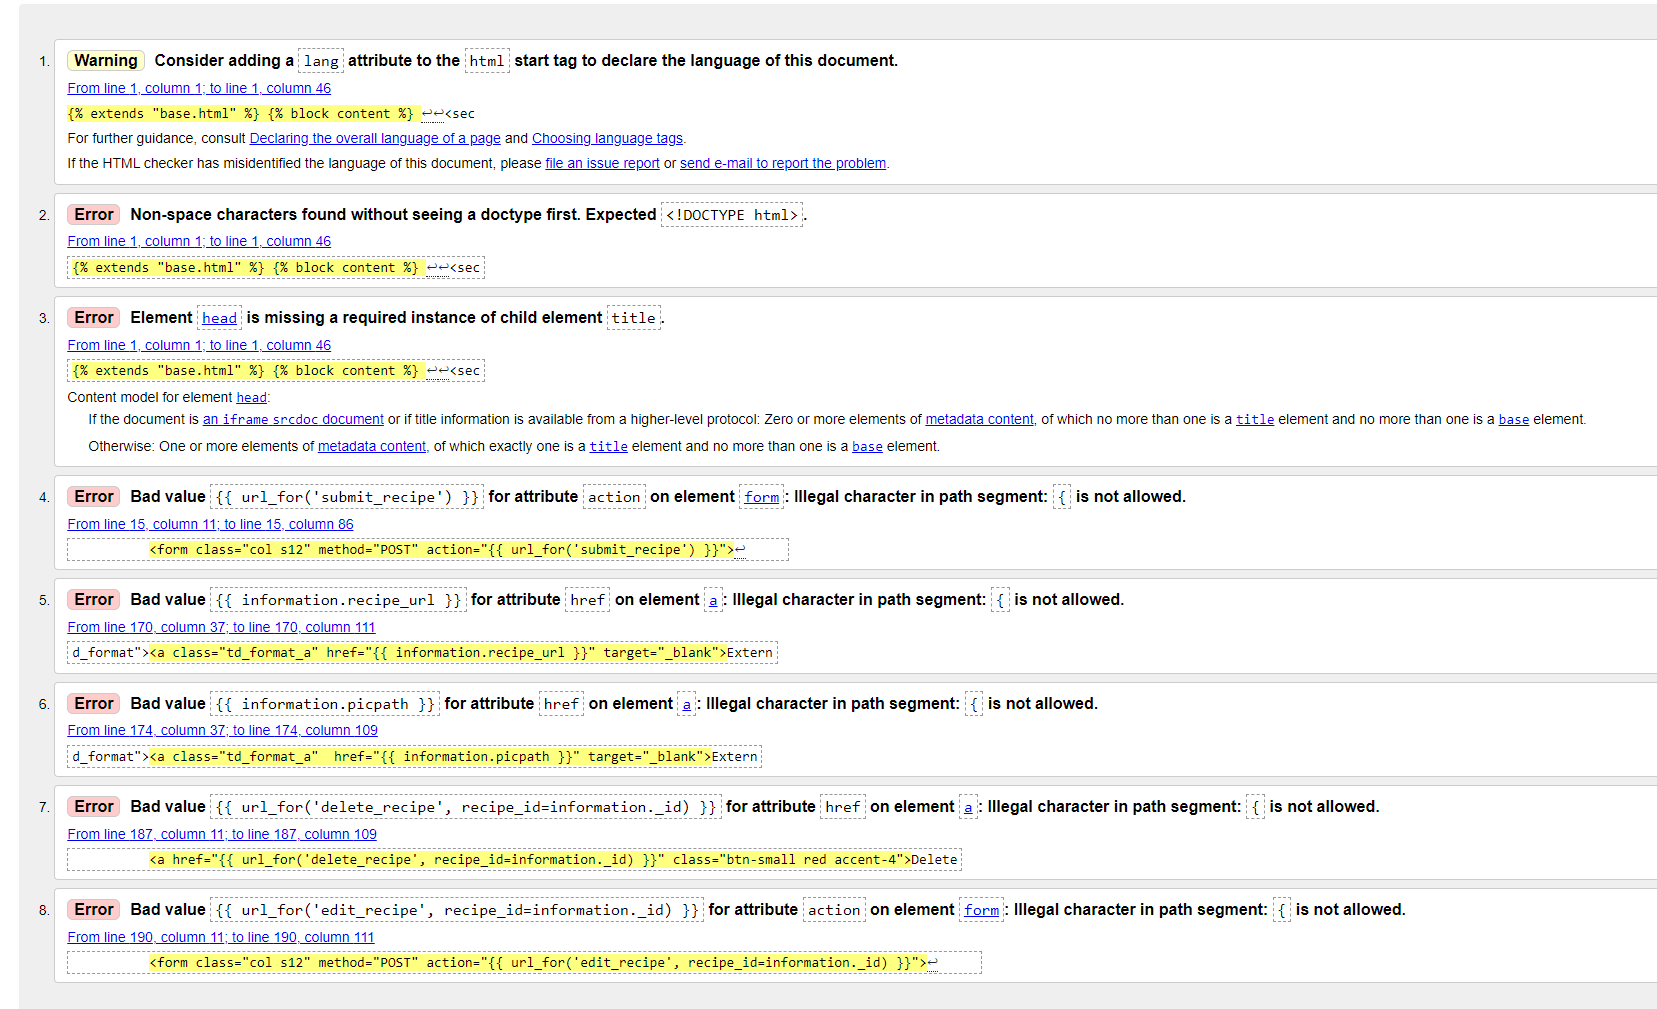 1. Warning Consider adding a lang attribute to the html start tag to declare the language of this document.
From line 1, column 1; to line 1, column 46
{% extends "base.html" %} {% block content %} ↩↩<sec
For further guidance, consult Declaring the overall language of a page and Choosing language tags.
If the HTML checker has misidentified the language of this document, please file an issue report or send e-mail to report the problem.
2. Error Non-space characters found without seeing a doctype first. Expected <!DOCTYPE html>.
From line 1, column 1; to line 1, column 46
{% extends "base.html" %} {% block content %} ↩↩<sec
3. Error Element head is missing a required instance of child element title.
From line 1, column 1; to line 1, column 46
{% extends "base.html" %} {% block content %} ↩↩<sec
Content model for element head:
If the document is an iframe srcdoc document or if title information is available from a higher-level protocol: Zero or more elements of metadata content, of which no more than one is a title element and no more than one is a base element.
Otherwise: One or more elements of metadata content, of which exactly one is a title element and no more than one is a base element.
4. Error Bad value {{ url_for('submit_recipe') }} for attribute action on element form: Illegal character in path segment: { is not allowed.
From line 15, column 11; to line 15, column 86
<form class="col s12" method="POST" action="{{ url_for('submit_recipe') }}">↩
5. Error Bad value {{ information.recipe_url }} for attribute href on element a: Illegal character in path segment: { is not allowed.
From line 170, column 37; to line 170, column 111
d_format"><a class="td_format_a" href="{{ information.recipe_url }}" target="_blank">Extern
6. Error Bad value {{ information.picpath }} for attribute href on element a: Illegal character in path segment: { is not allowed.
From line 174, column 37; to line 174, column 109
d_format"><a class="td_format_a"  href="{{ information.picpath }}" target="_blank">Extern
7. Error Bad value {{ url_for('delete_recipe', recipe_id=information._id) }} for attribute href on element a: Illegal character in path segment: { is not allowed.
From line 187, column 11; to line 187, column 109
<a href="{{ url_for('delete_recipe', recipe_id=information._id) }}" class="btn-small red accent-4">Delete
8. Error Bad value {{ url_for('edit_recipe', recipe_id=information._id) }} for attribute action on element form: Illegal character in path segment: { is not allowed.
From line 190, column 11; to line 190, column 111
<form class="col s12" method="POST" action="{{ url_for('edit_recipe', recipe_id=information._id) }}">↩